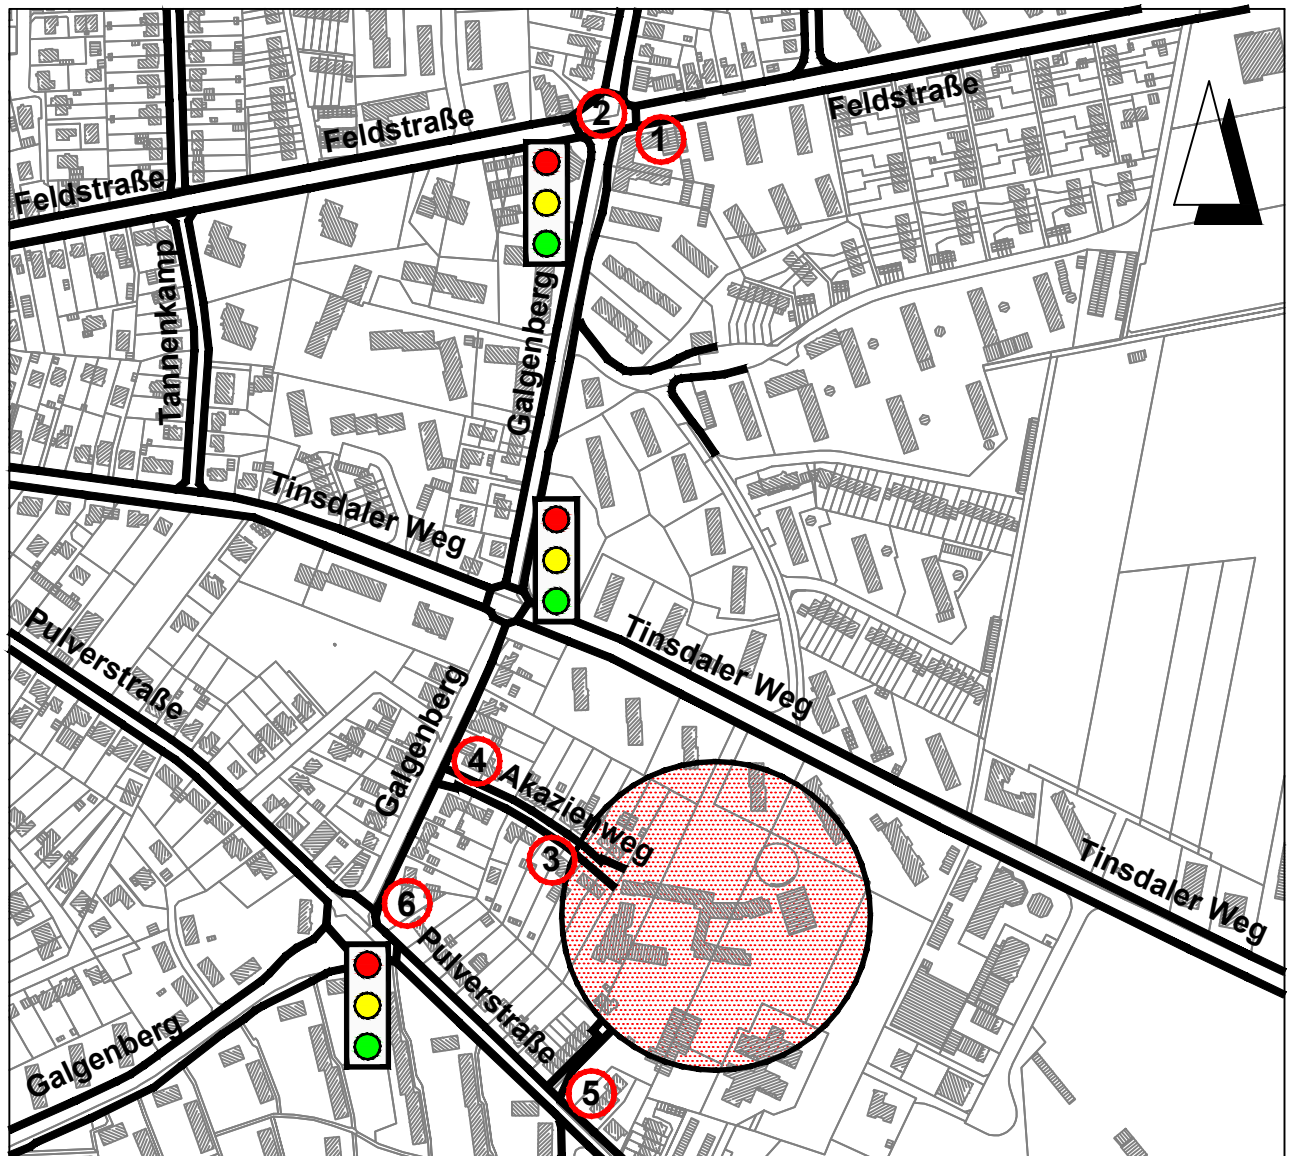 2
1
Feldstraße
Feldstraße
Feldstraße
Tannenkamp
Galgenberg
Tinsdaler Weg
Pulverstraße
Tinsdaler Weg
Galgenberg
4
Akazienweg
3
Tinsdaler Weg
6
Pulverstraße
Galgenberg
5